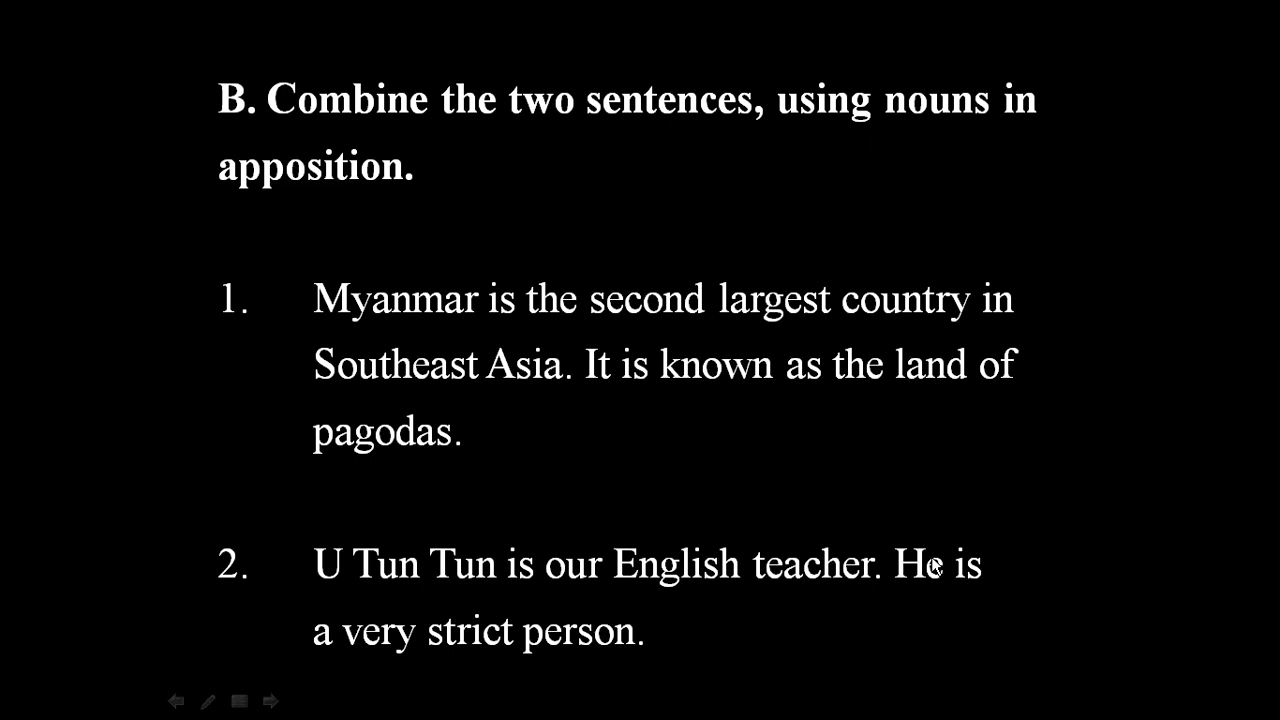 B. Combine the two sentences, using nouns in
apposition.
1. Myanmar is the second largest country in
Southeast Asia. It is known as the land of
pagodas.
2. U Tun Tun is our English teacher. He is
a very strict person.